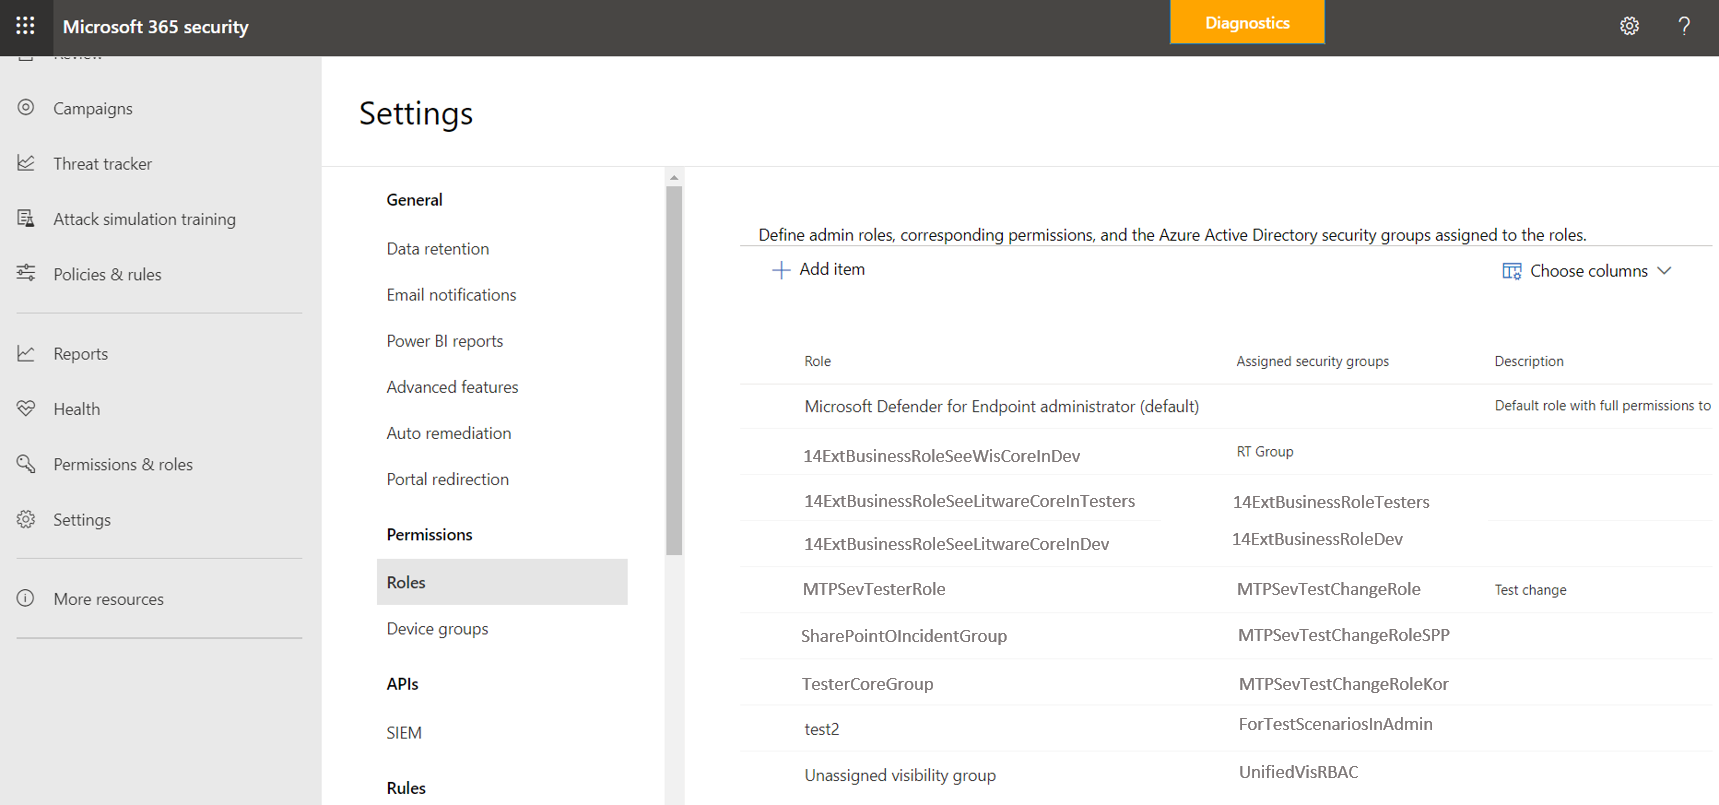 Microsoft 365 security
Diagnostics
?
Review
Campaigns
Threat tracker
Attack simulation training
Policies & rules
Reports
Health
Permissions & roles
Settings
More resources
Settings
General
Data retention
Email notifications
Power BI reports
Advanced features
Auto remediation
Portal redirection
Permissions
Roles
Device groups
APIs
SIEM
Rules
Define admin roles, corresponding permissions, and the Azure Active Directory security groups assigned to the roles.
Add item
Choose columns
Role Assigned security groups Description
Microsoft Defender for Endpoint administrator (default) Default role with full permissions to
14ExtBusinessRoleSeeWisCoreInDev RT Group
14ExtBusinessRoleSeeLitwareCoreInTesters 14ExtBusinessRoleTesters
14ExtBusinessRoleSeeLitwareCoreInDev 14ExtBusinessRoleDev
MTPSevTesterRole MTPSevTestChangeRole Test change
SharePointOIncidentGroup MTPSevTestChangeRoleSPP
TesterCoreGroup MTPSevTestChangeRoleKor
test2 ForTestScenariosInAdmin
Unassigned visibility group UnifiedVisRBAC